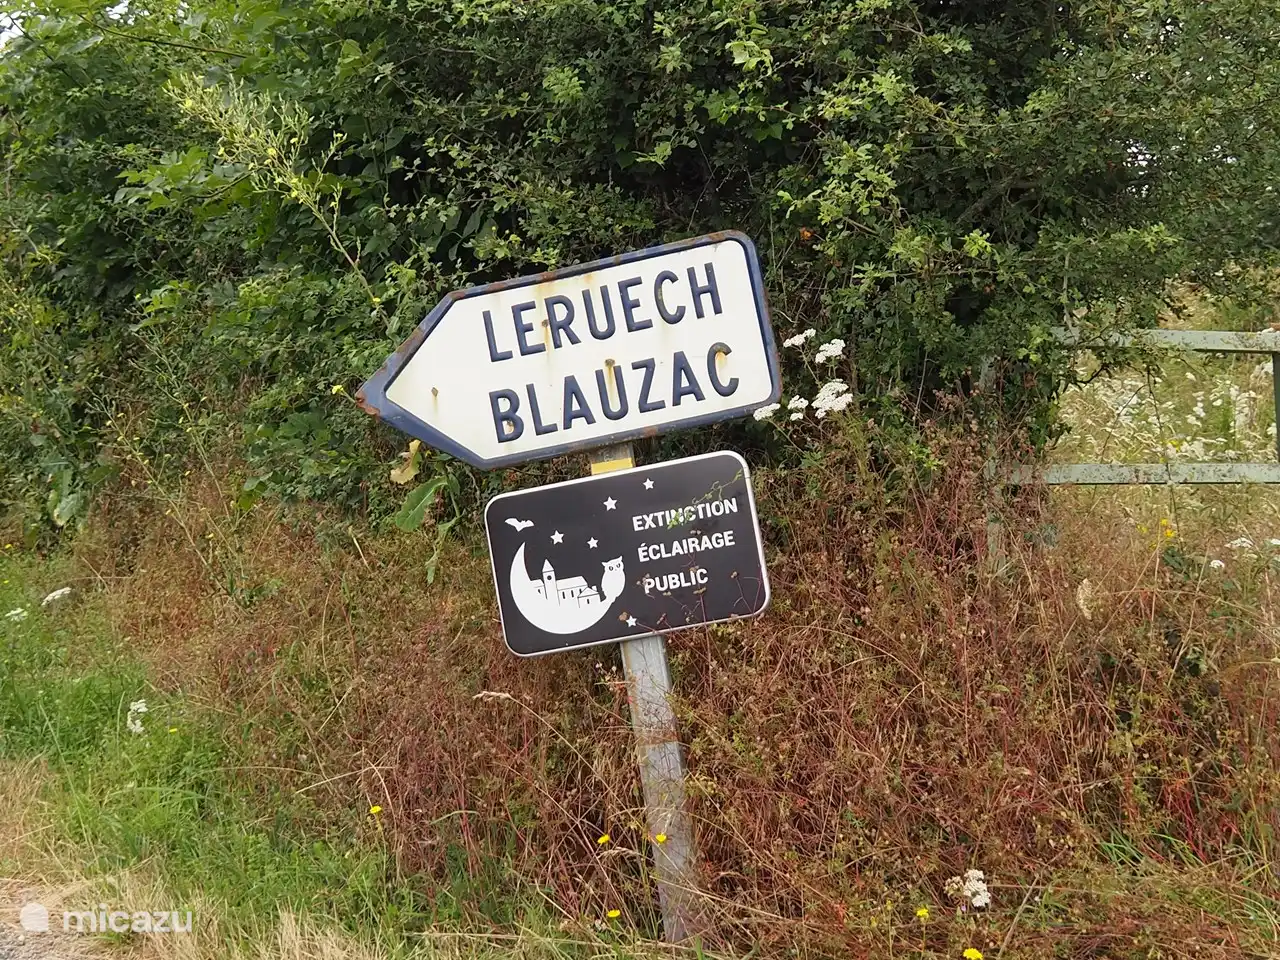 LERUECH
BLAUZAC
EXTINCTION
ÉCLAIRAGE
PUBLIC
micazu